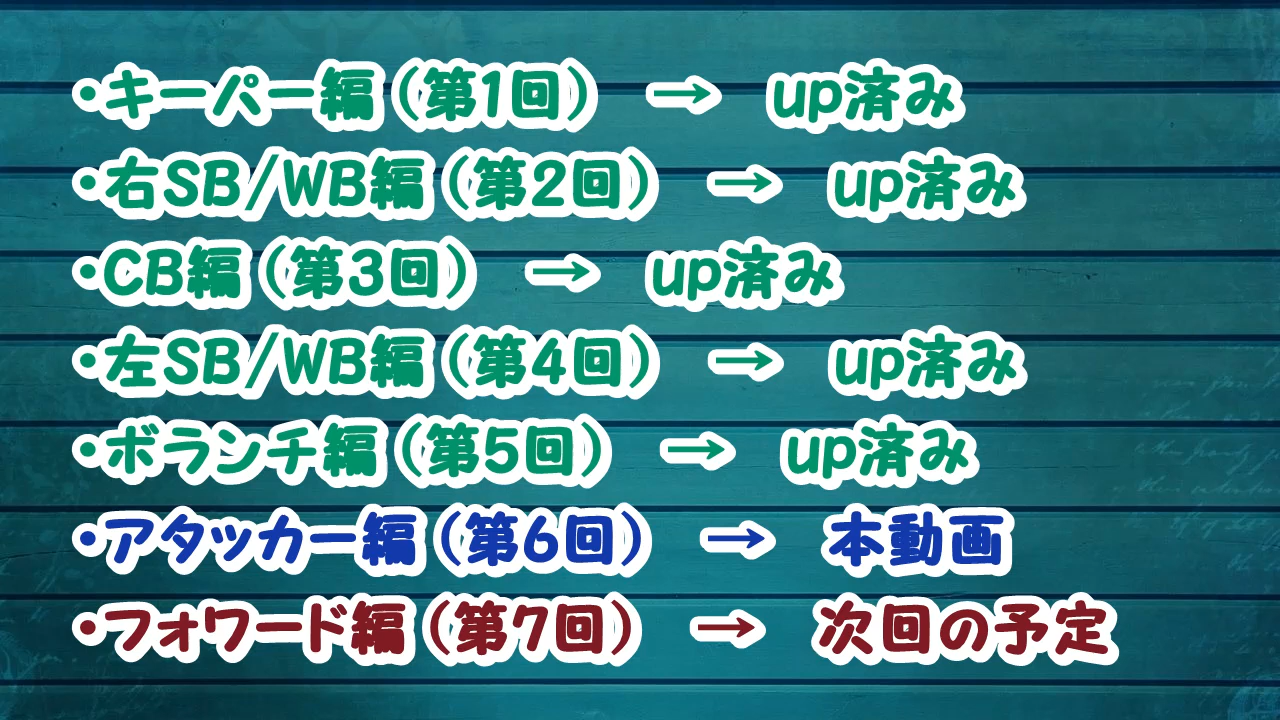 ・キーパー編（第1回） → up済み
・右SB/WB編（第2回） → up済み
・CB編（第3回） → up済み
・左SB/WB編（第4回） → up済み
・ボランチ編（第5回） → up済み
・アタッカー編（第6回） → 本動画
・フォワード編（第7回） → 次回の予定